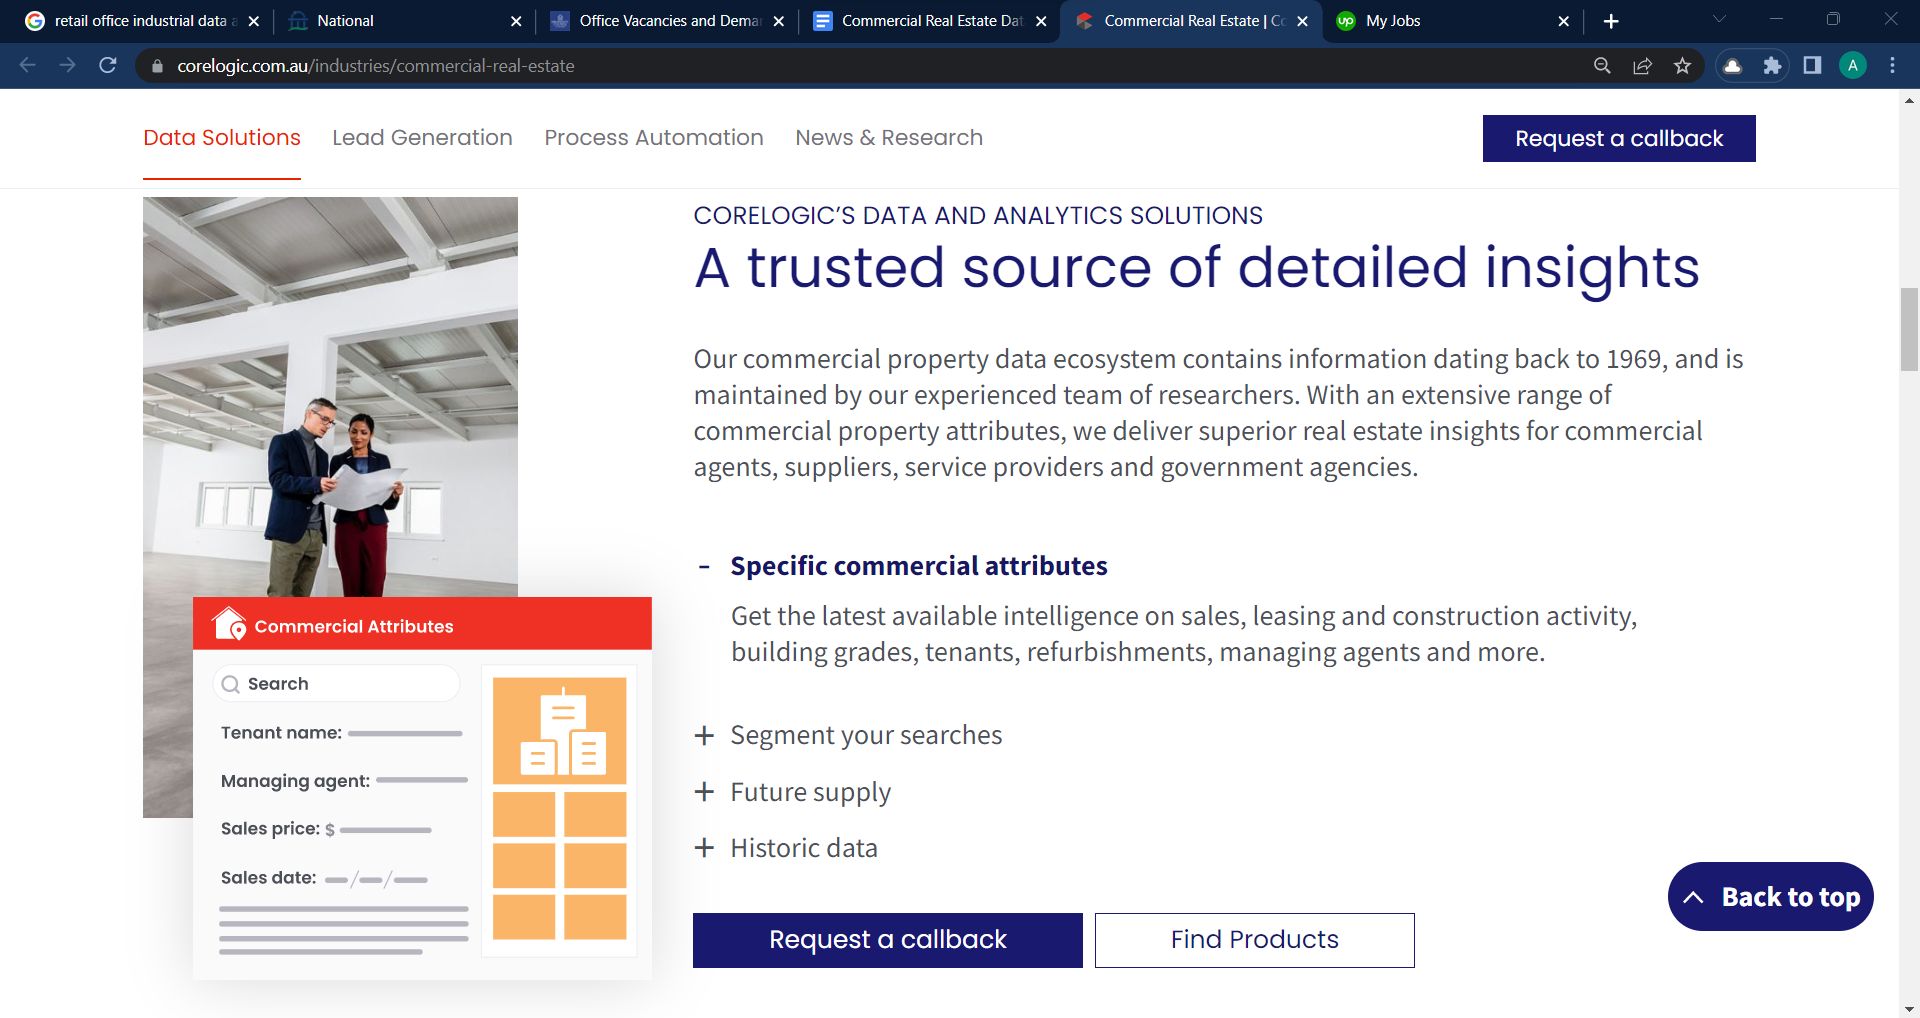 retail office industrial data a
National
Office Vacancies and Deman
Commercial Real Estate Dat
Commercial Real Estate | Co
up My Jobs
corelogic.com.au/industries/commercial-real-estate
A
Data Solutions Lead Generation Process Automation News & Research
Request a callback
CORELOGIC’S DATA AND ANALYTICS SOLUTIONS
A trusted source of detailed insights
Our commercial property data ecosystem contains information dating back to 1969, and is
maintained by our experienced team of researchers. With an extensive range of
commercial property attributes, we deliver superior real estate insights for commercial
agents, suppliers, service providers and government agencies.
- Specific commercial attributes
Get the latest available intelligence on sales, leasing and construction activity,
building grades, tenants, refurbishments, managing agents and more.
+ Segment your searches
+ Future supply
+ Historic data
Request a callback
Find Products
Commercial Attributes
Search
Tenant name:
Managing agent:
Sales price: $
Sales date: / /
Back to top